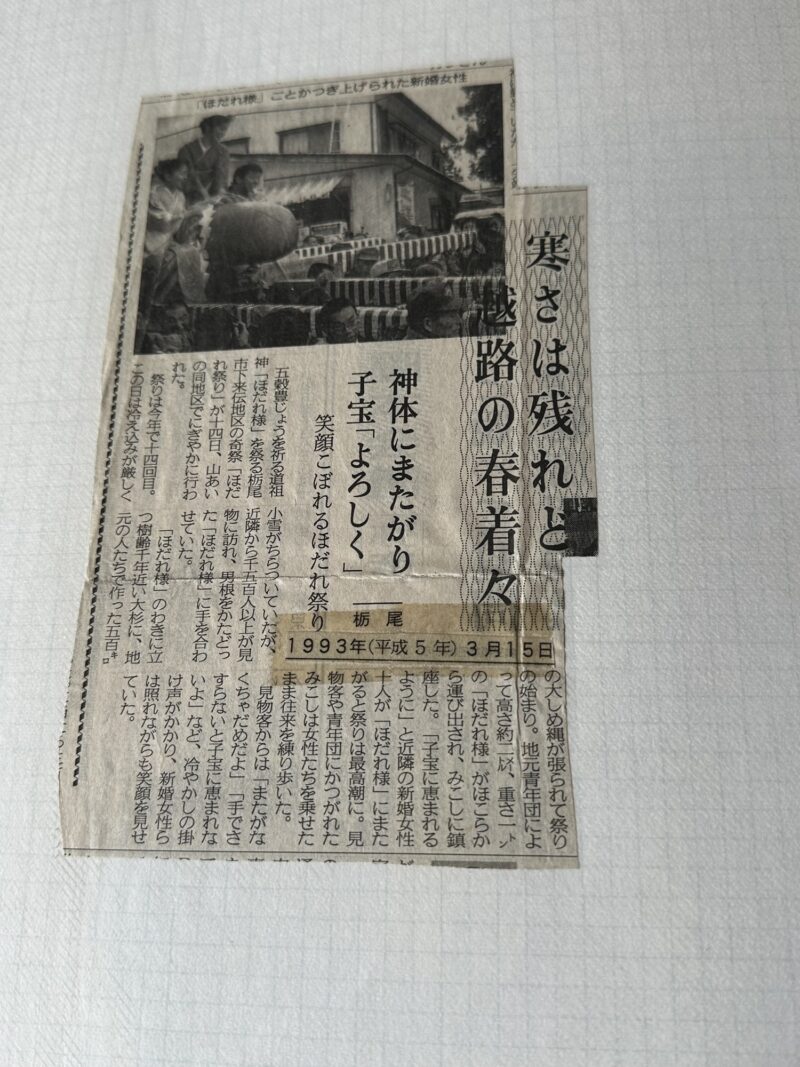 「ほだれ様」ごとかつぎ上げられた新婚女性
寒さは残れど
越路の春着々
神体にまたがり
子宝「よろしく」
笑顔こぼれるほだれ祭り
栃尾
1993年(平成5年)3月15日
五穀豊じょうを祈る道祖
神「ほだれ様」を祭る栃尾
市下来伝地区の奇祭「ほだ
れ祭り」が十四日、山あい
の同地区でにぎやかに行わ
れた。
祭りは今年で十四回目。
この日は冷え込みが厳しく
小雪がちらついていたが、
近隣から千五百人以上が見
物に訪れ、男根をかたどっ
た「ほだれ様」に手を合わ
せていた。
「ほだれ様」のわきに立
つ樹齢千年近い大杉に、地
元の人たちで作った五百㌔
の大しめ縄が張られて祭り
の始まり。地元青年団によ
って高さ約二㍍、重さ一㌧
の「ほだれ様」がほこらか
ら運び出され、みこしに鎮
座した。「子宝に恵まれる
ように」と近隣の新婚女性
十人が「ほだれ様」にまた
がると祭りは最高潮に。見
物客や青年団にかつがれた
みこしは女性たちを乗せた
まま往来を練り歩いた。
見物客からは「またがな
くちゃだめだよ」「手でさ
すらないと子宝に恵まれな
いよ」など、冷やかしの掛
け声がかかり、新婚女性ら
は照れながらも笑顔を見せ
ていた。